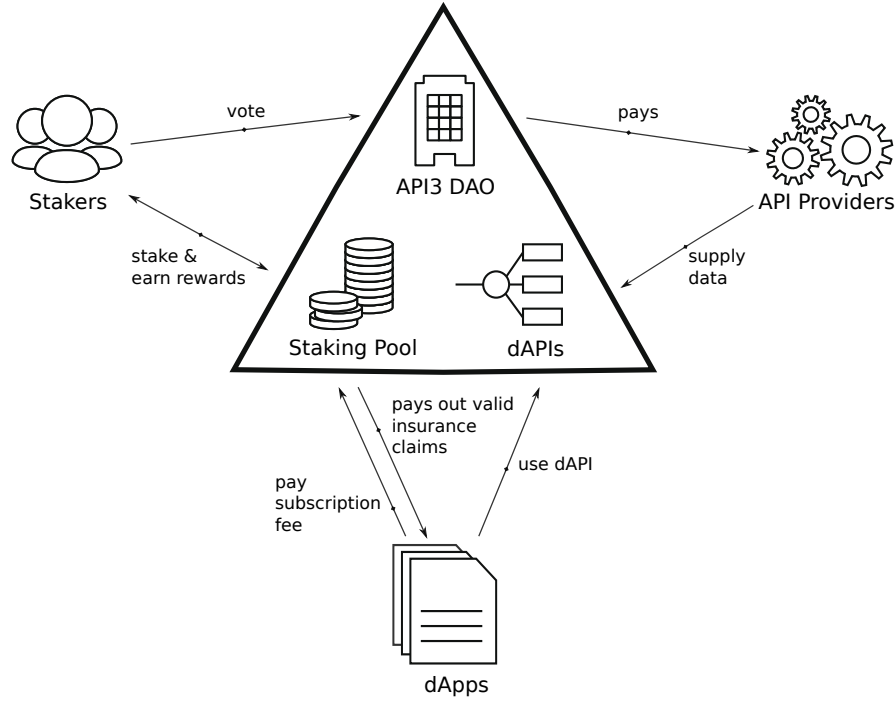 vote
pays
API3 DAO
Stakers
API Providers
stake &
earn rewards
supply
data
Staking Pool
dAPIs
pays out valid
insurance
claims
use dAPI
pay
subscription
fee
dApps